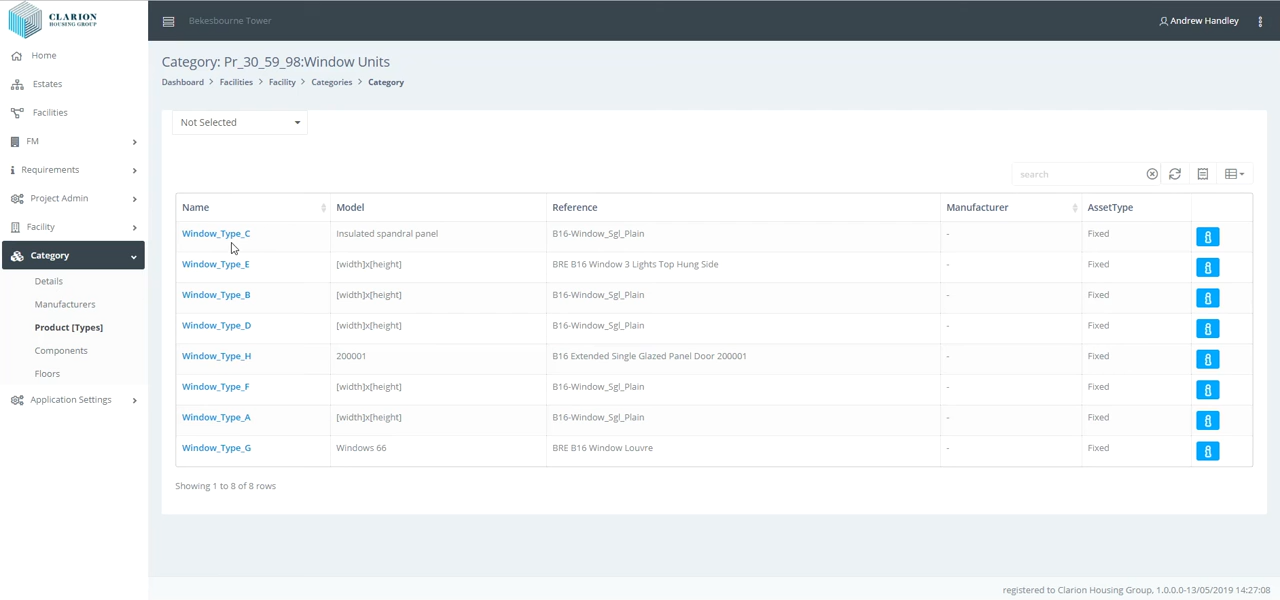 CLARION
HOUSING GROUP
Bekesbourne Tower
Andrew Handley
Home
Estates
Facilities
FM
Requirements
Project Admin
Facility
Category
Details
Manufacturers
Product [Types]
Components
Floors
Application Settings
Category: Pr_30_59_98:Window Units
Dashboard > Facilities > Facility > Categories > Category
Not Selected
search
Name Model Reference Manufacturer AssetType
Window_Type_C Insulated spandral panel B16-Window_Sgl_Plain - Fixed
Window_Type_E [width]x[height] BRE B16 Window 3 Lights Top Hung Side - Fixed
Window_Type_B [width]x[height] B16-Window_Sgl_Plain - Fixed
Window_Type_D [width]x[height] B16-Window_Sgl_Plain - Fixed
Window_Type_H 200001 B16 Extended Single Glazed Panel Door 200001 - Fixed
Window_Type_F [width]x[height] B16-Window_Sgl_Plain - Fixed
Window_Type_A [width]x[height] B16-Window_Sgl_Plain - Fixed
Window_Type_G Windows 66 BRE B16 Window Louvre - Fixed
Showing 1 to 8 of 8 rows
registered to Clarion Housing Group, 1.0.0.0-13/05/2019 14:27:08